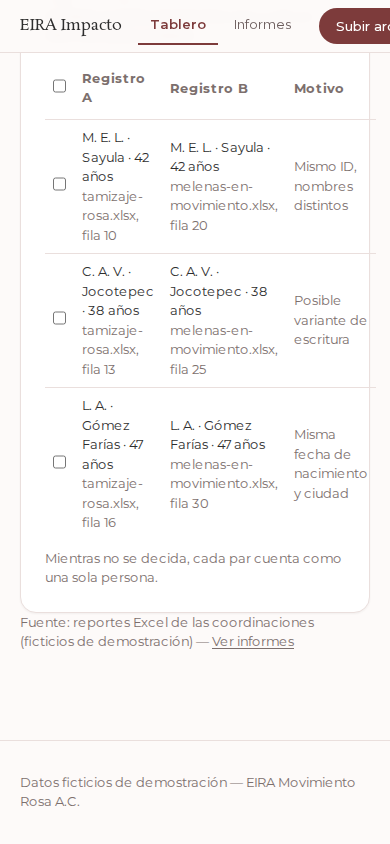 EIRA Impacto Tablero Informes Subir
Registro A Registro B Motivo
M. E. L. · Sayula · 42 años
tamizaje-rosa.xlsx, fila 10
M. E. L. · Sayula · 42 años
melenas-en-movimiento.xlsx, fila 20
Mismo ID, nombres distintos
C. A. V. · Jocotepec · 38 años
tamizaje-rosa.xlsx, fila 13
C. A. V. · Jocotepec · 38 años
melenas-en-movimiento.xlsx, fila 25
Posible variante de escritura
L. A. · Gómez Farías · 47 años
tamizaje-rosa.xlsx, fila 16
L. A. · Gómez Farías · 47 años
melenas-en-movimiento.xlsx, fila 30
Misma fecha de nacimiento y ciudad
Mientras no se decida, cada par cuenta como
una sola persona.
Fuente: reportes Excel de las coordinaciones
(ficticios de demostración) — Ver informes
Datos ficticios de demostración — EIRA Movimiento
Rosa A.C.